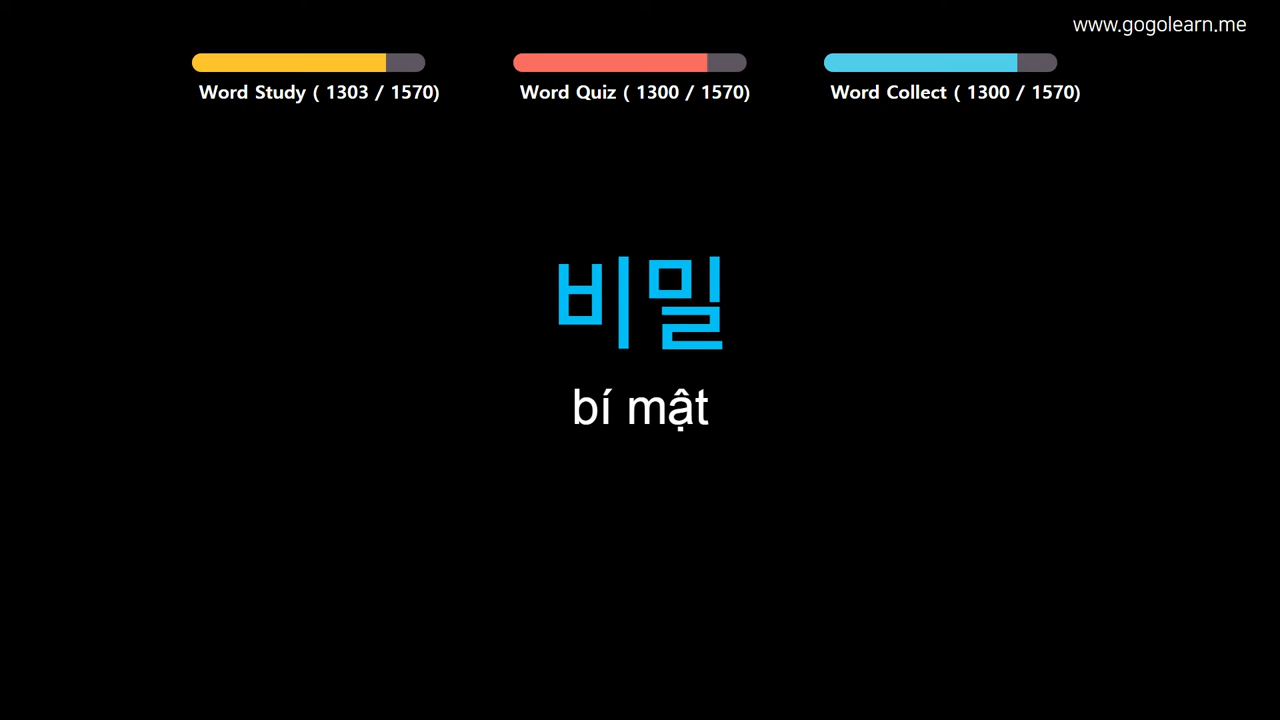 www.gogolearn.me
Word Study ( 1303 / 1570)
Word Quiz ( 1300 / 1570)
Word Collect ( 1300 / 1570)
비밀
bí mật